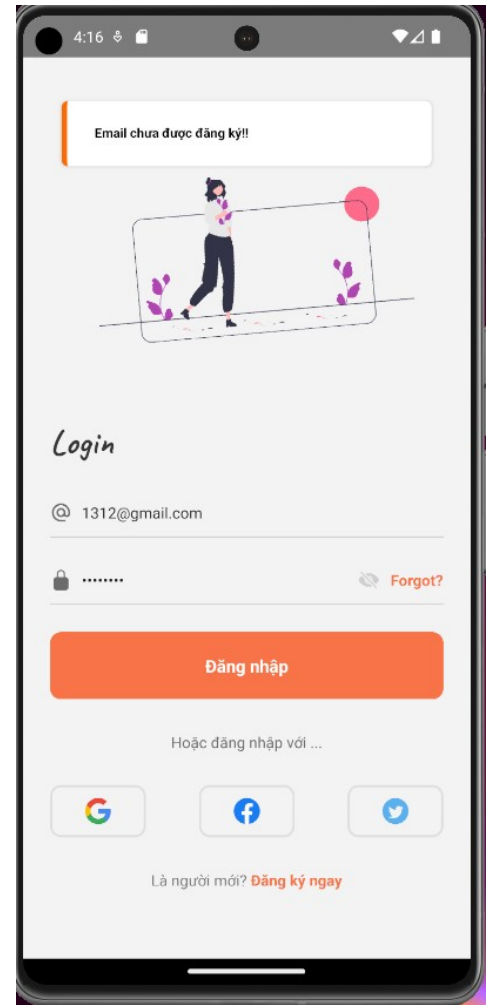 4:16
Email chưa được đăng ký!!
Login
@ 1312@gmail.com
•••••••• Forgot?
Đăng nhập
Hoặc đăng nhập với ...
Là người mới? Đăng ký ngay